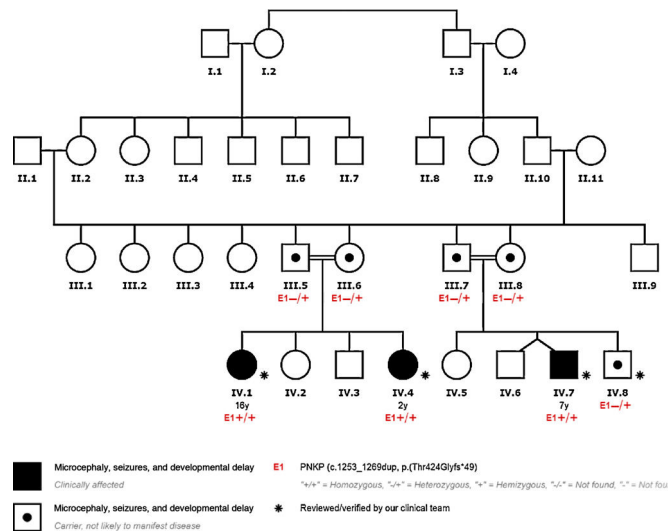 I.1 I.2 I.3 I.4
II.1 II.2 II.3 II.4 II.5 II.6 II.7 II.8 II.9 II.10 II.11
III.1 III.2 III.3 III.4 III.5 III.6 III.7 III.8 III.9
E1−/+ E1−/+ E1−/+ E1−/+
IV.1 IV.2 IV.3 IV.4 IV.5 IV.6 IV.7 IV.8
16y 2y 7y E1−/+
E1+/+ E1+/+ E1+/+
Microcephaly, seizures, and developmental delay E1 PNKP (c.1253_1269dup, p.(Thr424Glyfs*49)
Clinically affected "+/+" = Homozygous, "-/+" = Heterozygous, "+" = Hemizygous, "-/-" = Not found, "-" = Not fou
Microcephaly, seizures, and developmental delay * Reviewed/verified by our clinical team
Carrier, not likely to manifest disease